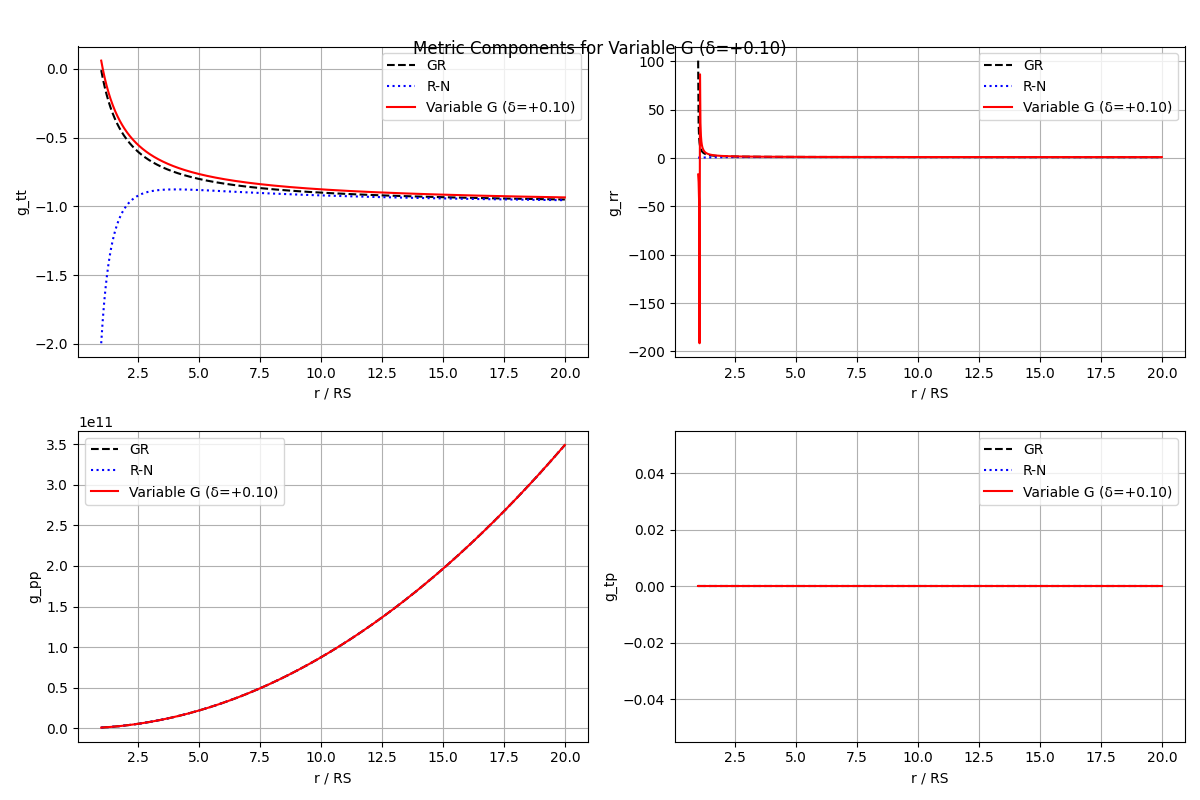 Metric Components for Variable G (δ=+0.10)
GR
R-N
Variable G (δ=+0.10)
g_tt
0.0
−0.5
−1.0
−1.5
−2.0
2.5 5.0 7.5 10.0 12.5 15.0 17.5 20.0
r / RS
GR
R-N
Variable G (δ=+0.10)
g_rr
100
50
0
−50
−100
−150
−200
2.5 5.0 7.5 10.0 12.5 15.0 17.5 20.0
r / RS
1e11
GR
R-N
Variable G (δ=+0.10)
g_pp
3.5
3.0
2.5
2.0
1.5
1.0
0.5
0.0
2.5 5.0 7.5 10.0 12.5 15.0 17.5 20.0
r / RS
GR
R-N
Variable G (δ=+0.10)
g_tp
0.04
0.02
0.00
−0.02
−0.04
2.5 5.0 7.5 10.0 12.5 15.0 17.5 20.0
r / RS